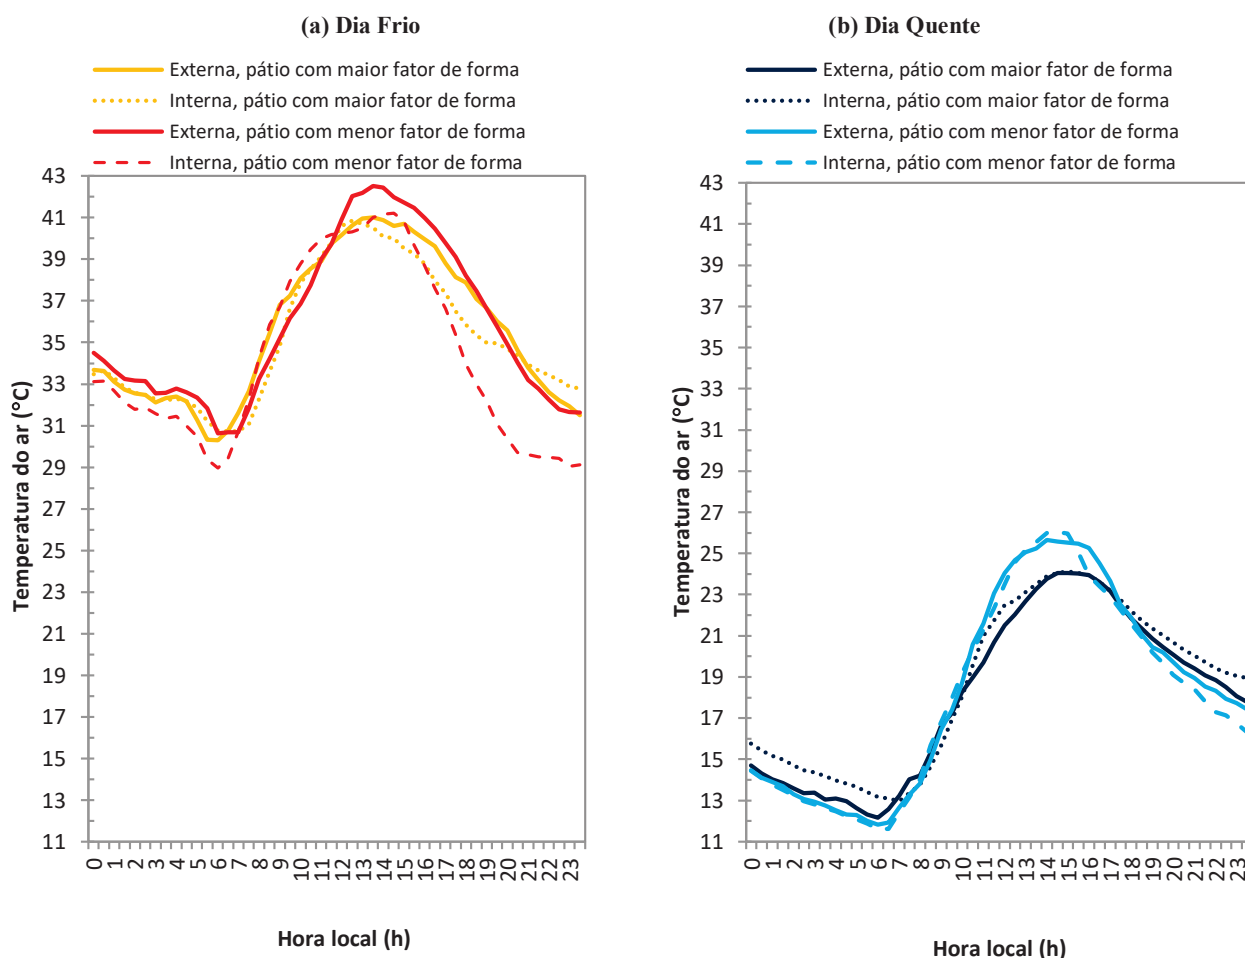 (a) Dia Frio
Externa, pátio com maior fator de forma
Interna, pátio com maior fator de forma
Externa, pátio com menor fator de forma
Interna, pátio com menor fator de forma
Temperatura do ar (°C)
43
41
39
37
35
33
31
29
27
25
23
21
19
17
15
13
11
0 1 2 3 4 5 6 7 8 9 10 11 12 13 14 15 16 17 18 19 20 21 22 23
Hora local (h)
(b) Dia Quente
Externa, pátio com maior fator de forma
Interna, pátio com maior fator de forma
Externa, pátio com menor fator de forma
Interna, pátio com menor fator de forma
Temperatura do ar (°C)
43
41
39
37
35
33
31
29
27
25
23
21
19
17
15
13
11
0 1 2 3 4 5 6 7 8 9 10 11 12 13 14 15 16 17 18 19 20 21 22 23
Hora local (h)